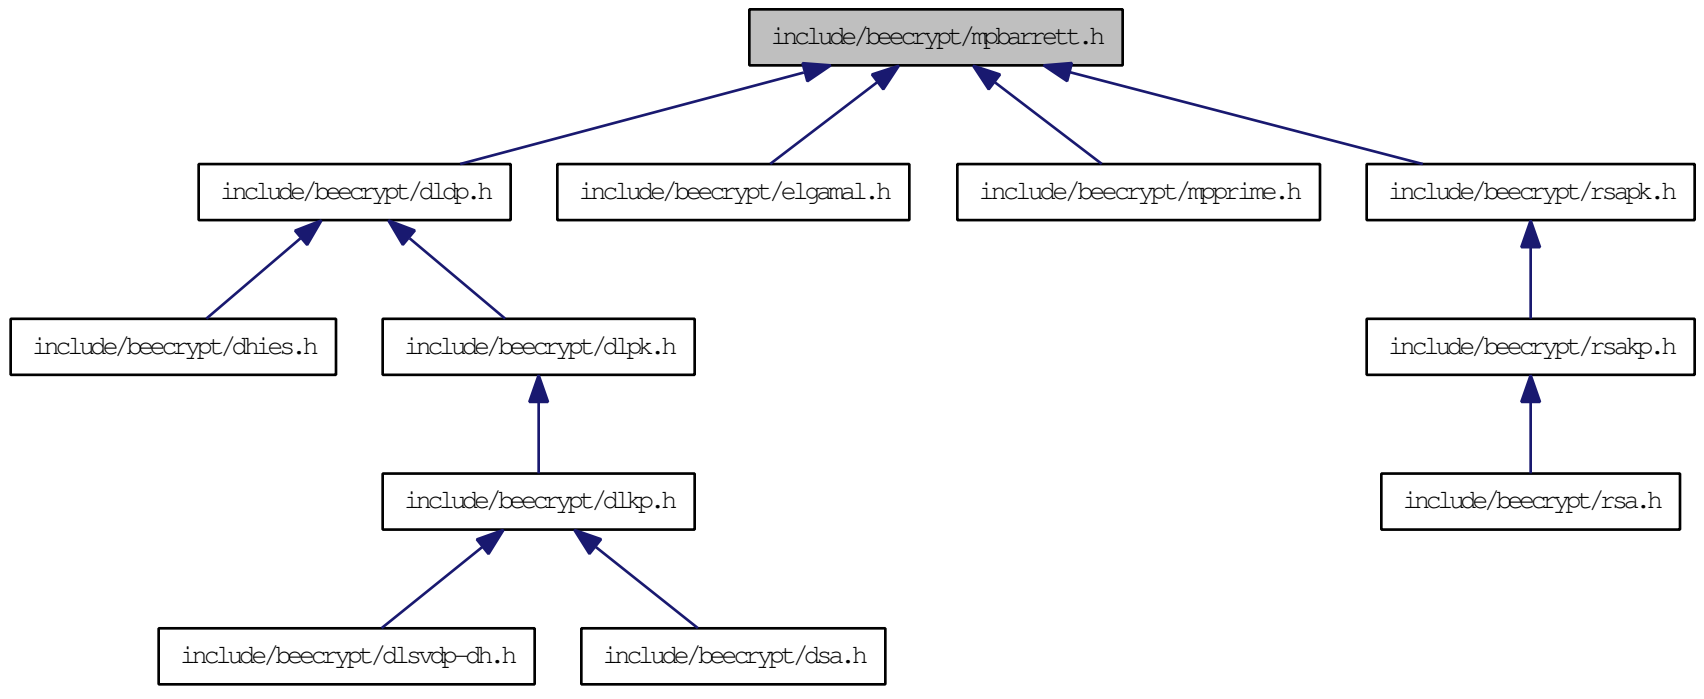 include/beecrypt/mpbarrett.h
include/beecrypt/dldp.h
include/beecrypt/elgamal.h
include/beecrypt/mpprime.h
include/beecrypt/rsapk.h
include/beecrypt/dhies.h
include/beecrypt/dlpk.h
include/beecrypt/rsakp.h
include/beecrypt/dlkp.h
include/beecrypt/rsa.h
include/beecrypt/dlsvdp-dh.h
include/beecrypt/dsa.h